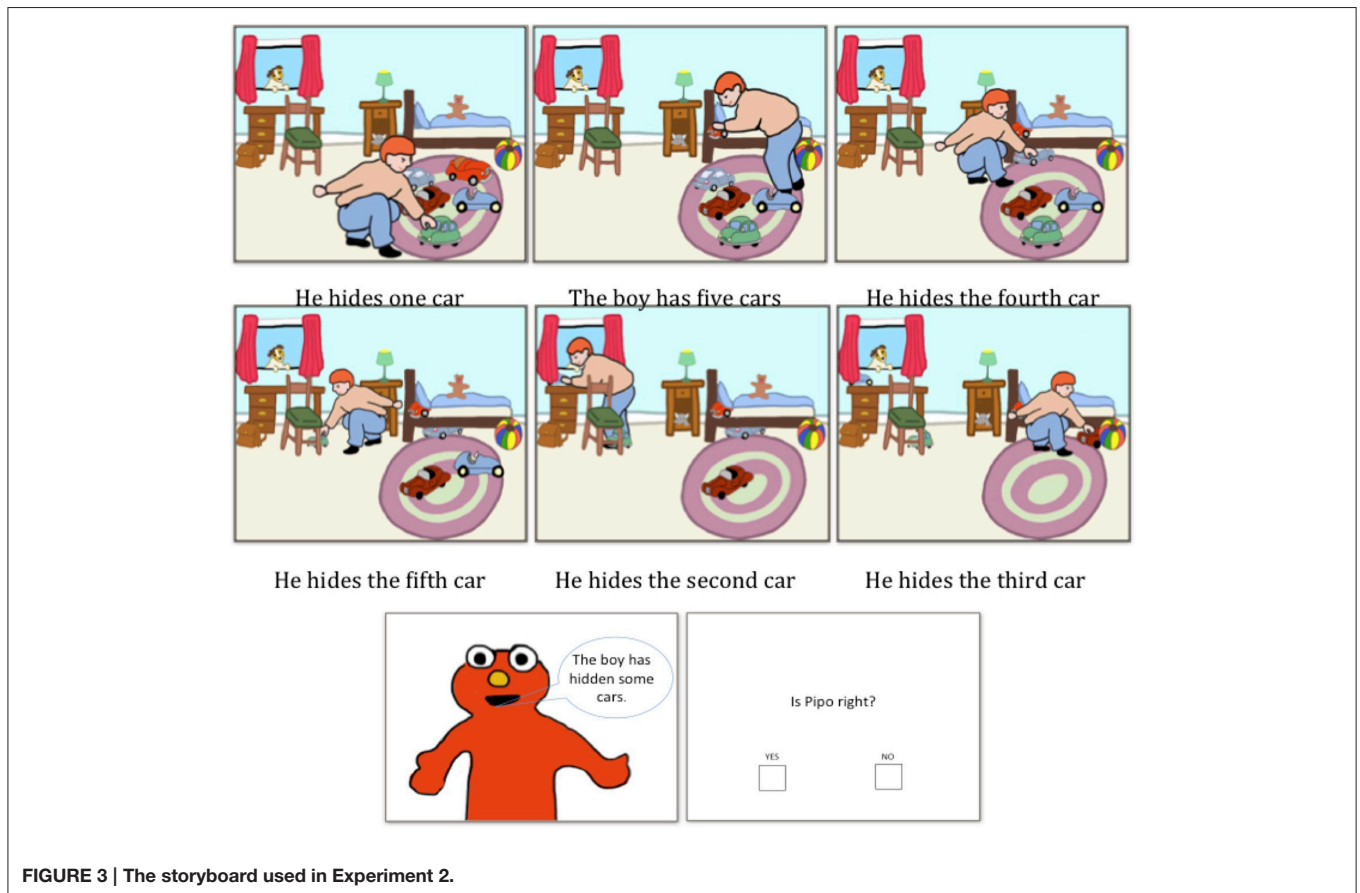 He hides one car
The boy has five cars
He hides the fourth car
He hides the fifth car
He hides the second car
He hides the third car
The boy has
hidden some
cars.
Is Pipo right?
YES
NO
FIGURE 3 | The storyboard used in Experiment 2.